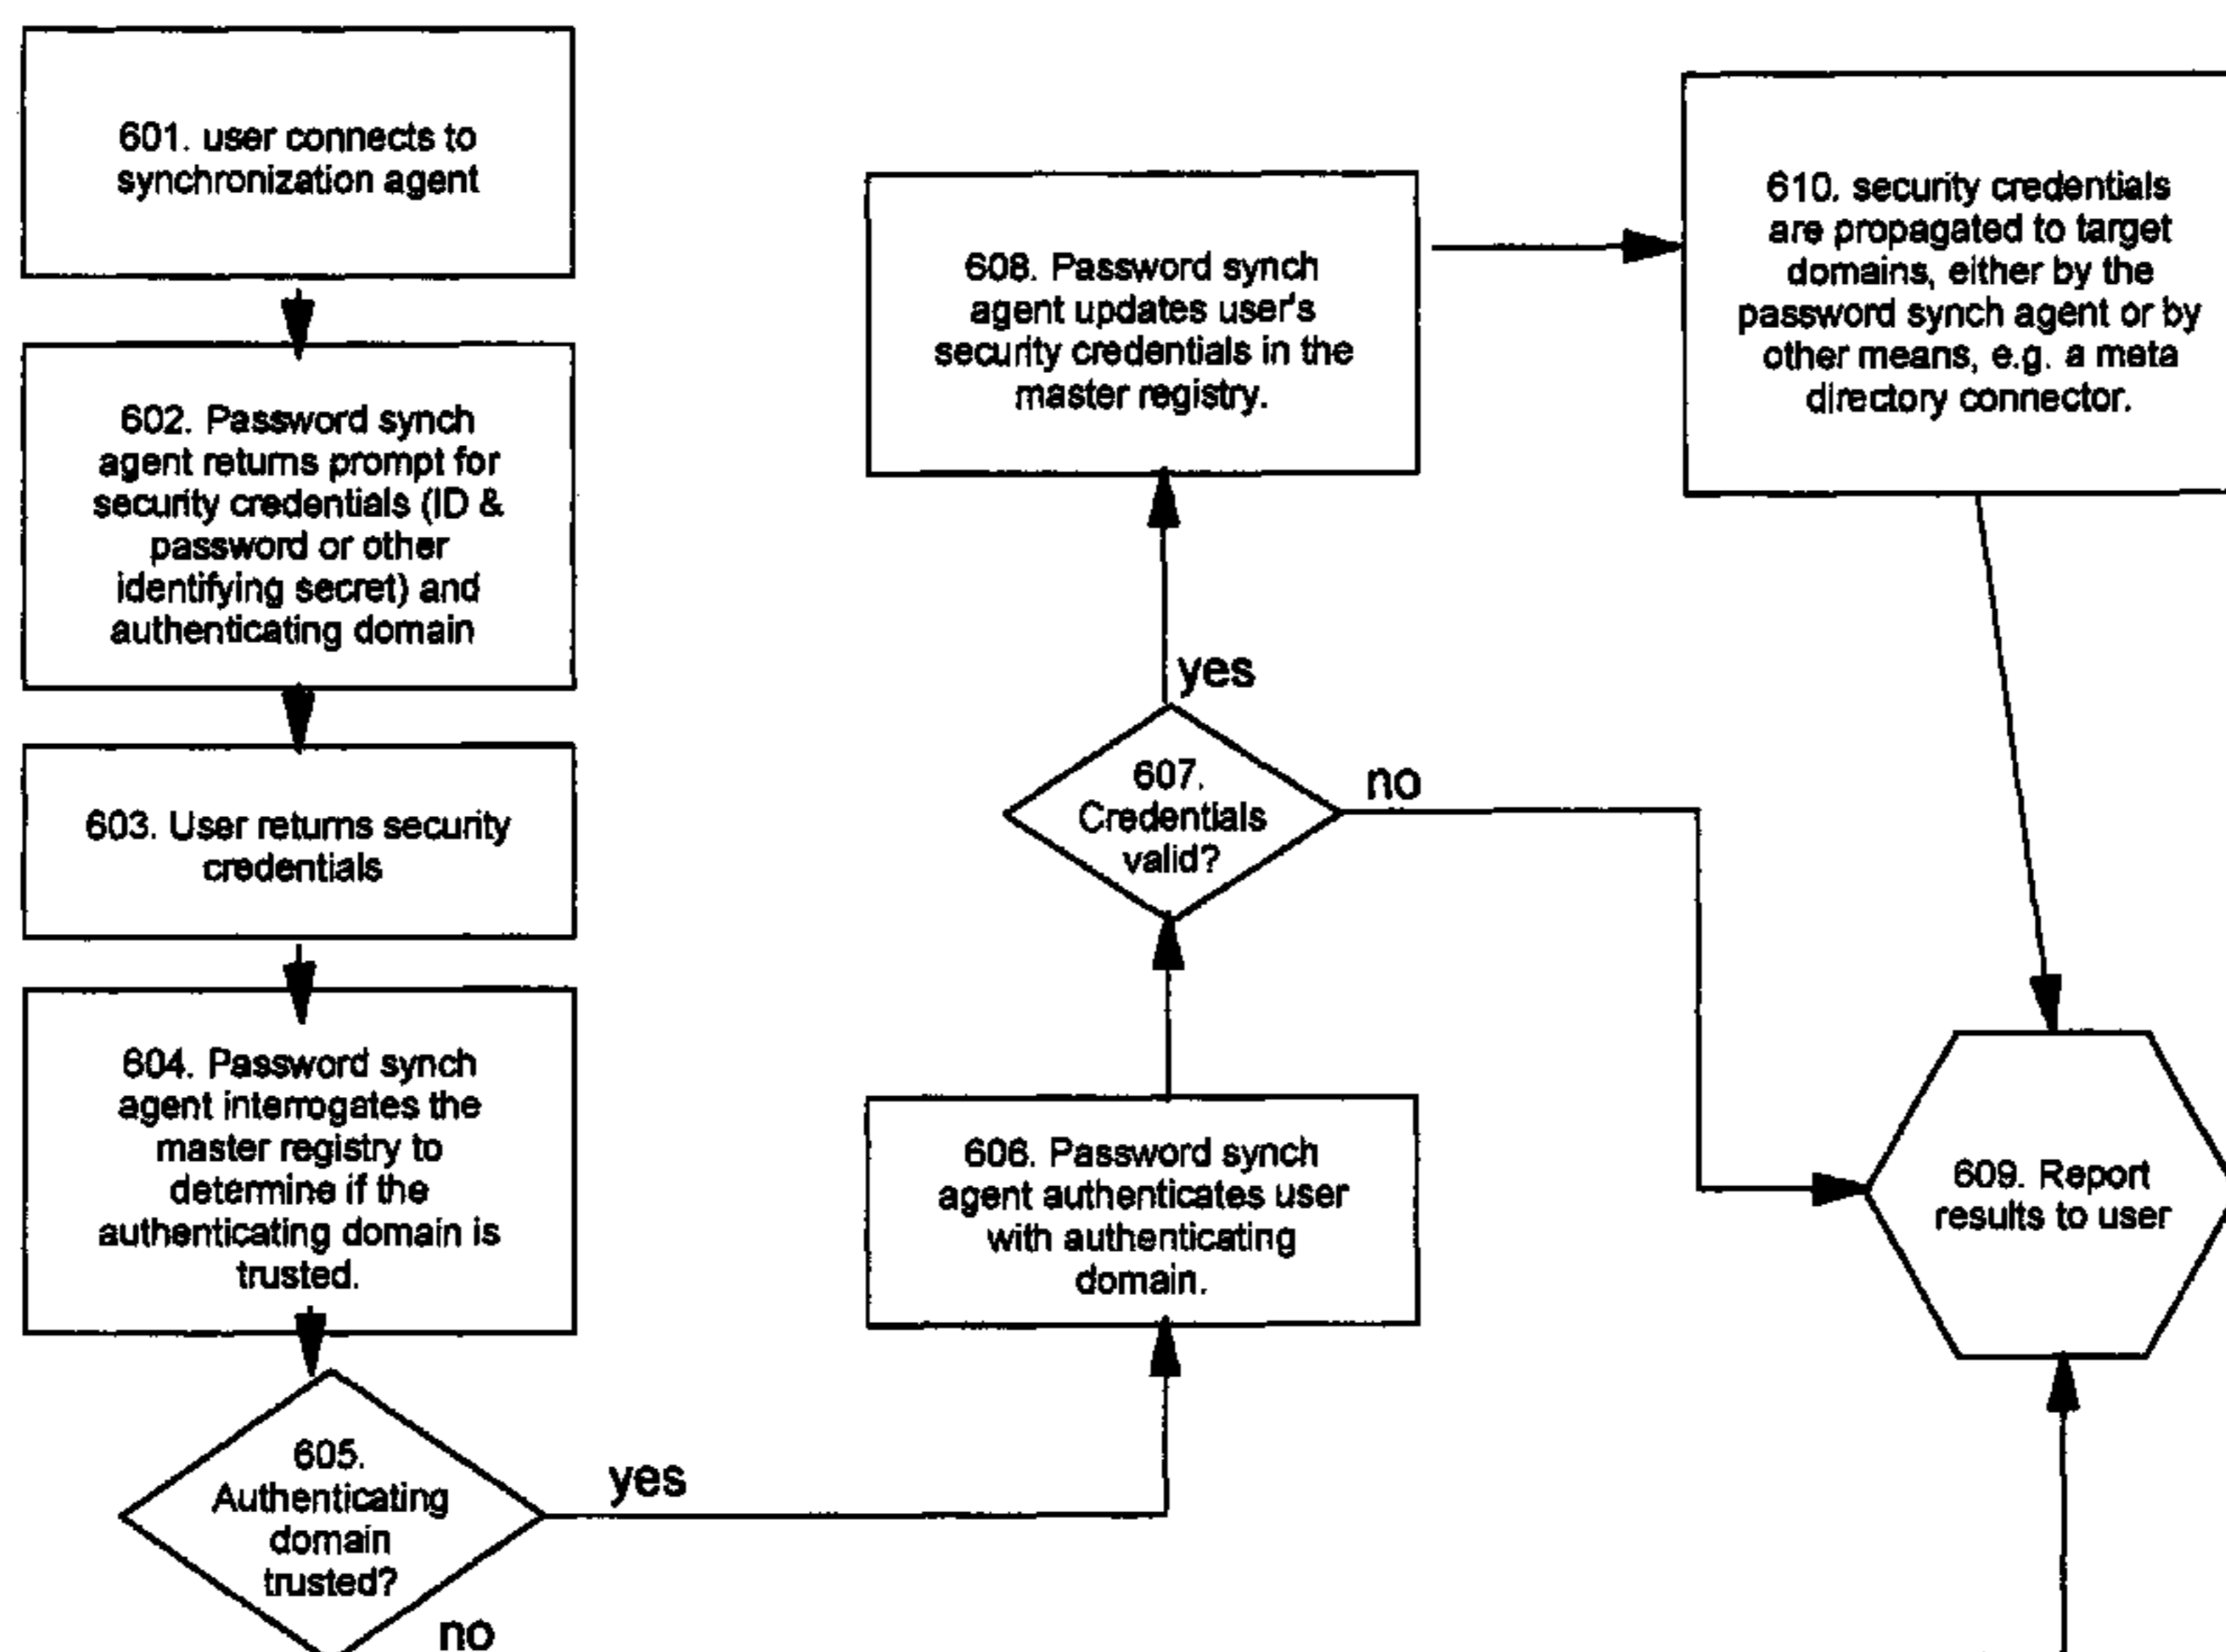 601. user connects to
synchronization agent
602. Password synch
agent returns prompt for
security credentials (ID &
password or other
identifying secret) and
authenticating domain
603. User returns security
credentials
604. Password synch
agent interrogates the
master registry to
determine if the
authenticating domain is
trusted.
605.
Authenticating
domain
trusted?
yes
no
606. Password synch
agent authenticates user
with authenticating
domain.
607.
Credentials
valid?
yes
no
608. Password synch
agent updates user's
security credentials in the
master registry.
610. security credentials
are propagated to target
domains, either by the
password synch agent or by
other means, e.g. a meta
directory connector.
609. Report
results to user